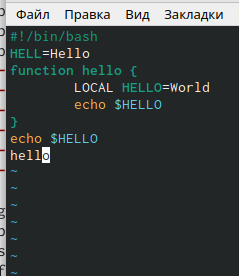 Файл Правка Вид Закладки
#!/bin/bash
HELL=Hello
function hello {
        LOCAL HELLO=World
        echo $HELLO
}
echo $HELLO
hello
~
~
~
~
~
~
~